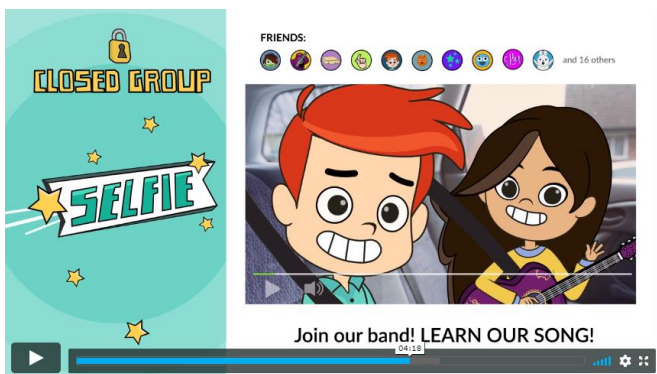 CLOSED GROUP
SELFIE
FRIENDS:
and 16 others
Join our band! LEARN OUR SONG!
04:18